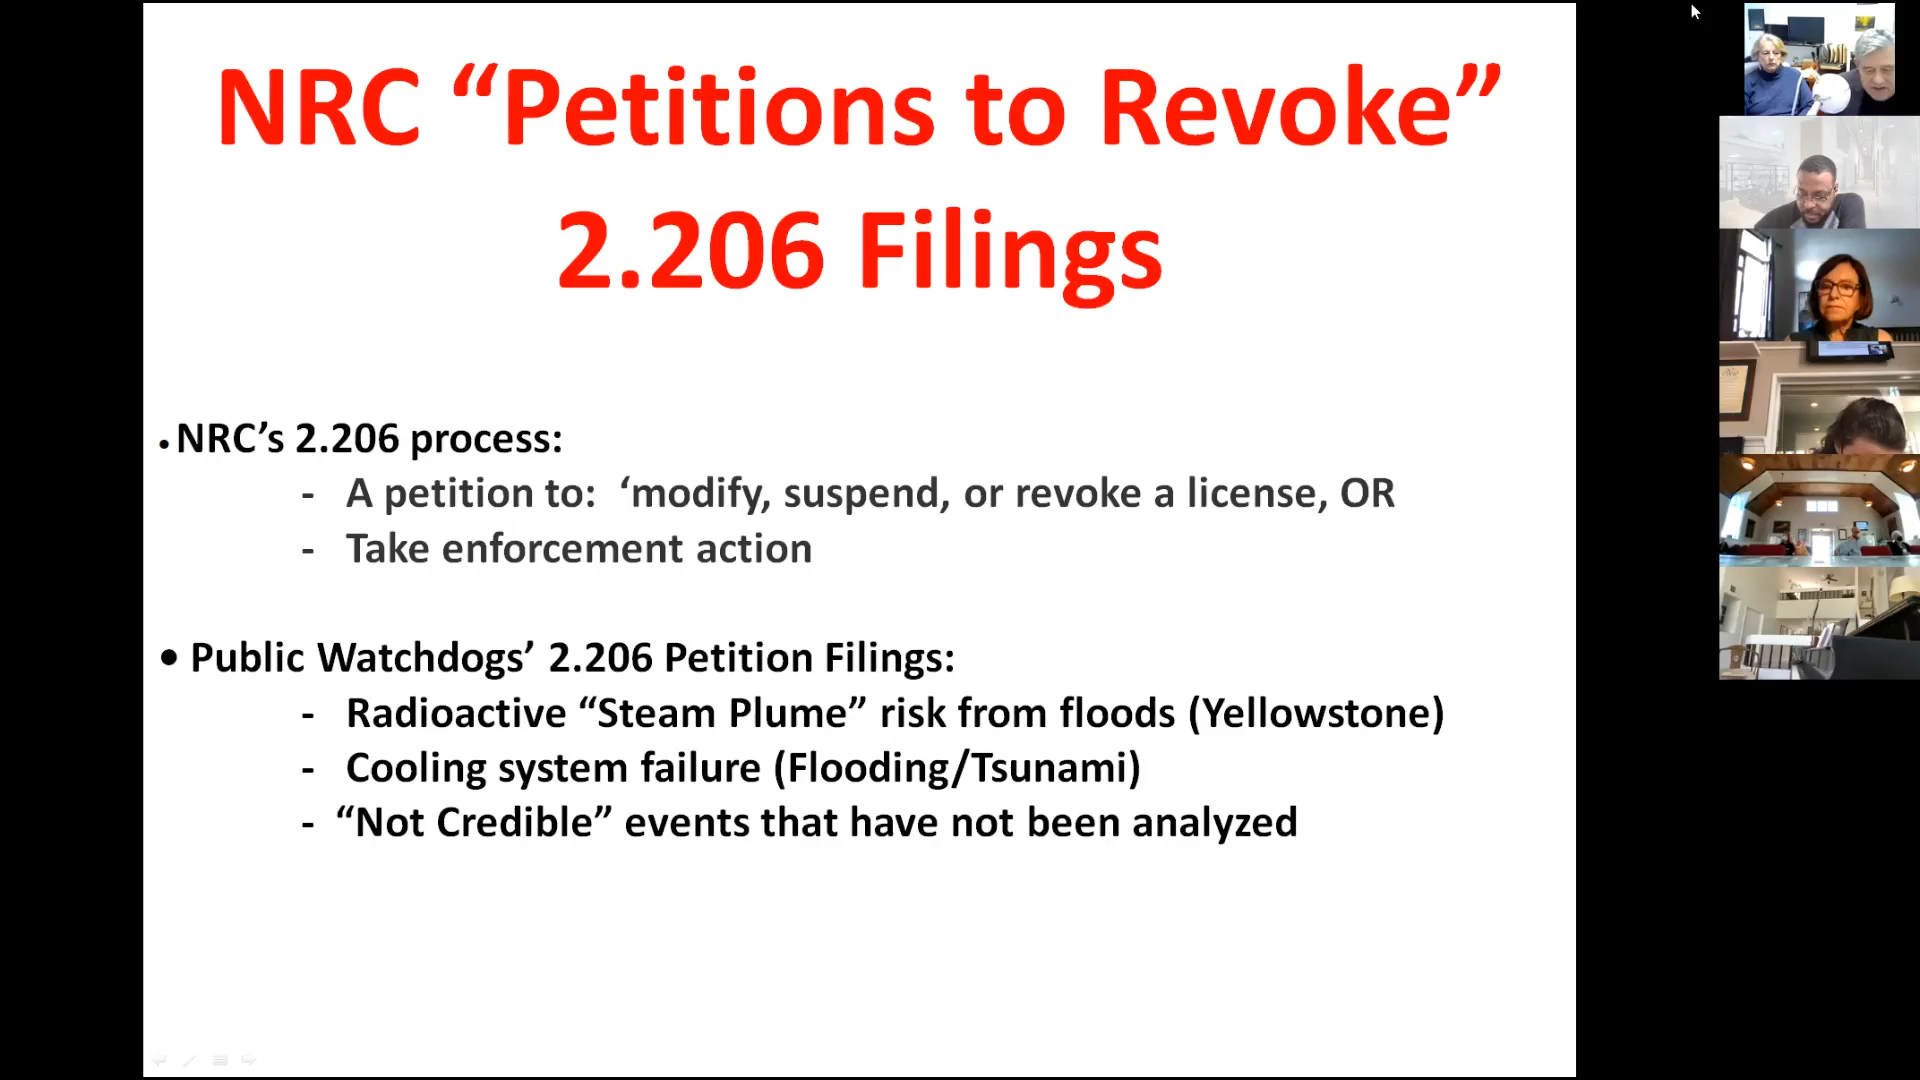 NRC “Petitions to Revoke”
2.206 Filings
• NRC’s 2.206 process:
- A petition to: ‘modify, suspend, or revoke a license, OR
- Take enforcement action
• Public Watchdogs’ 2.206 Petition Filings:
- Radioactive “Steam Plume” risk from floods (Yellowstone)
- Cooling system failure (Flooding/Tsunami)
- “Not Credible” events that have not been analyzed